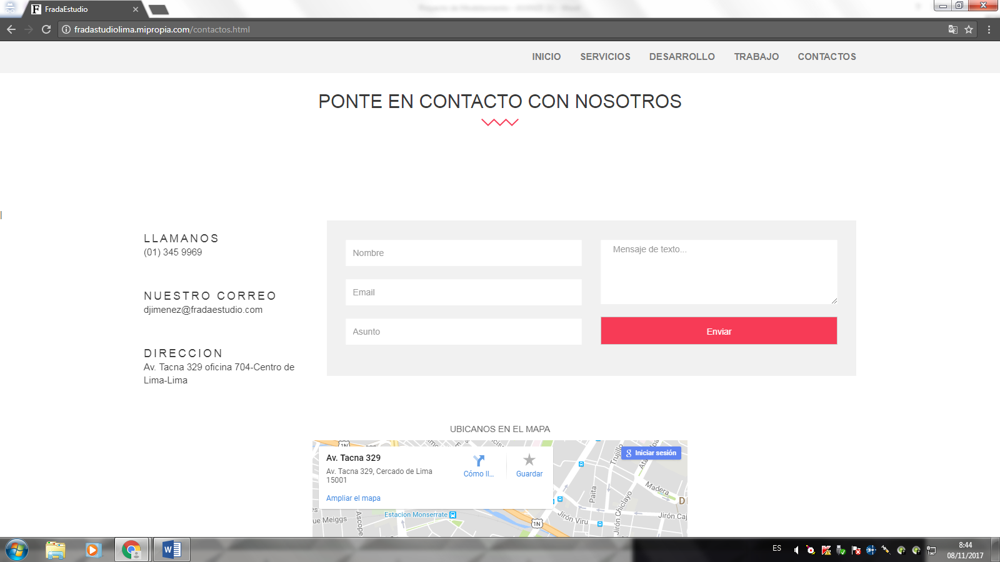 FradaEstudio
fradastudiolima.mipropia.com/contactos.html
INICIO SERVICIOS DESARROLLO TRABAJO CONTACTOS
PONTE EN CONTACTO CON NOSOTROS
LLAMANOS
(01) 345 9969
NUESTRO CORREO
djimenez@fradaestudio.com
DIRECCION
Av. Tacna 329 oficina 704-Centro de
Lima-Lima
Nombre
Email
Asunto
Mensaje de texto...
Enviar
UBICANOS EN EL MAPA
Av. Tacna 329
Av. Tacna 329, Cercado de Lima
15001
Ampliar el mapa
Cómo ll...
Guardar
Iniciar sesión
1N
Trujillo
Madera
Paita
Jirón Chiclayo
Jirón Viru
Jirón Caj
Estacion Monserrate
ue Meiggs
Ascope
1N
ES
8:44
08/11/2017